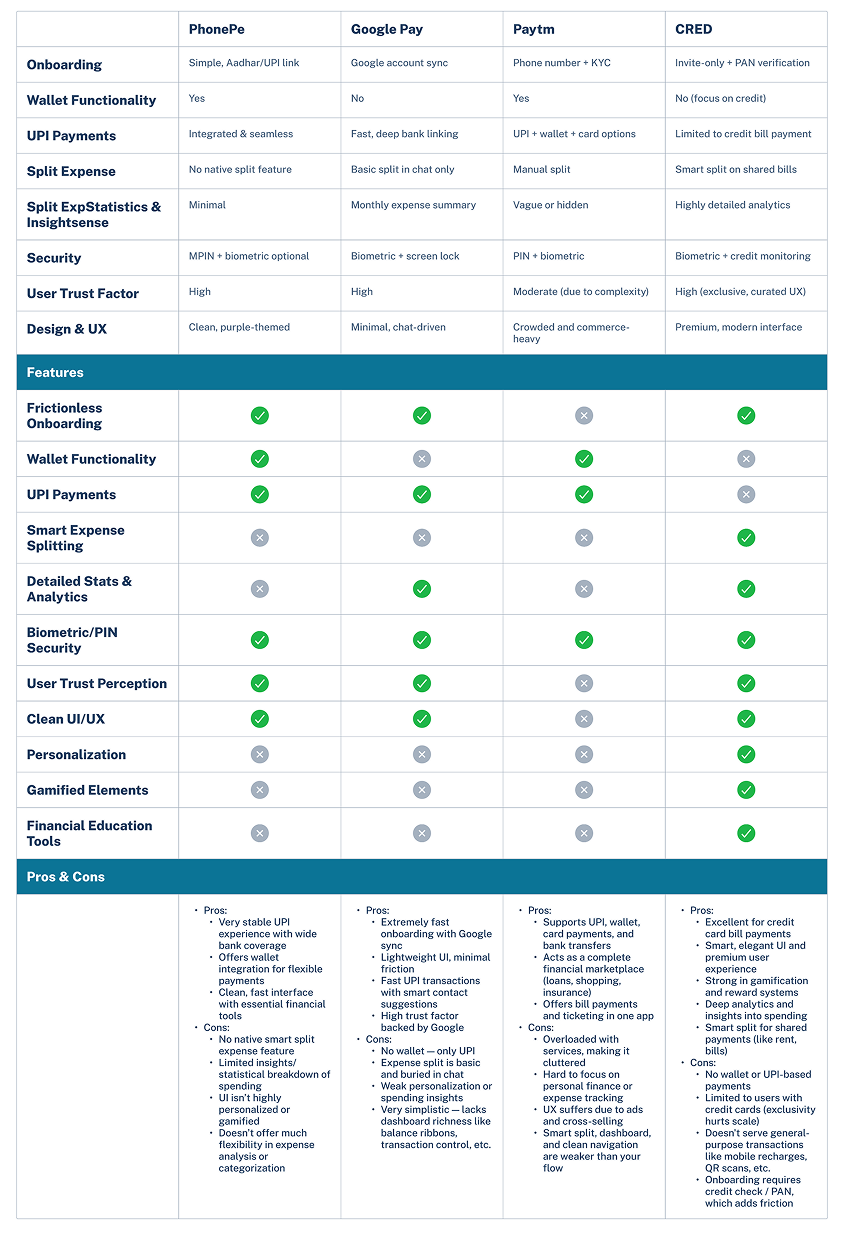 PhonePe Google Pay Paytm CRED
Onboarding Simple, Aadhar/UPI link Google account sync Phone number + KYC Invite-only + PAN verification
Wallet Functionality Yes No Yes No (focus on credit)
UPI Payments Integrated & seamless Fast, deep bank linking UPI + wallet + card options Limited to credit bill payment
Split Expense No native split feature Basic split in chat only Manual split Smart split on shared bills
Split ExpStatistics &
Insightsense
Minimal Monthly expense summary Vague or hidden Highly detailed analytics
Security MPIN + biometric optional Biometric + screen lock PIN + biometric Biometric + credit monitoring
User Trust Factor High High Moderate (due to complexity) High (exclusive, curated UX)
Design & UX Clean, purple-themed Minimal, chat-driven Crowded and commerce-
heavy
Premium, modern interface
Features
Frictionless
Onboarding
Wallet Functionality
UPI Payments
Smart Expense
Splitting
Detailed Stats &
Analytics
Biometric/PIN
Security
User Trust Perception
Clean UI/UX
Personalization
Gamified Elements
Financial Education
Tools
Pros & Cons
• Pros:
• Very stable UPI
experience with wide
bank coverage
• Offers wallet
integration for flexible
payments
• Clean, fast interface
with essential financial
tools
• Cons:
• No native smart split
expense feature
• Limited insights/
statistical breakdown of
spending
• UI isn't highly
personalized or
gamified
• Doesn't offer much
flexibility in expense
analysis or
categorization
• Pros:
• Extremely fast
onboarding with Google
sync
• Lightweight UI, minimal
friction
• Fast UPI transactions
with smart contact
suggestions
• High trust factor
backed by Google
• Cons:
• No wallet — only UPI
• Expense split is basic
and buried in chat
• Weak personalization or
spending insights
• Very simplistic — lacks
dashboard richness like
balance ribbons,
transaction control, etc.
• Pros:
• Supports UPI, wallet,
card payments, and
bank transfers
• Acts as a complete
financial marketplace
(loans, shopping,
insurance)
• Offers bill payments
and ticketing in one app
• Cons:
• Overloaded with
services, making it
cluttered
• Hard to focus on
personal finance or
expense tracking
• UX suffers due to ads
and cross-selling
• Smart split, dashboard,
and clean navigation
are weaker than your
flow
• Pros:
• Excellent for credit
card bill payments
• Smart, elegant UI and
premium user
experience
• Strong in gamification
and reward systems
• Deep analytics and
insights into spending
• Smart split for shared
payments (like rent,
bills)
• Cons:
• No wallet or UPI-based
payments
• Limited to users with
credit cards (exclusivity
hurts scale)
• Doesn't serve general-
purpose transactions
like mobile recharges,
QR scans, etc.
• Onboarding requires
credit check / PAN,
which adds friction